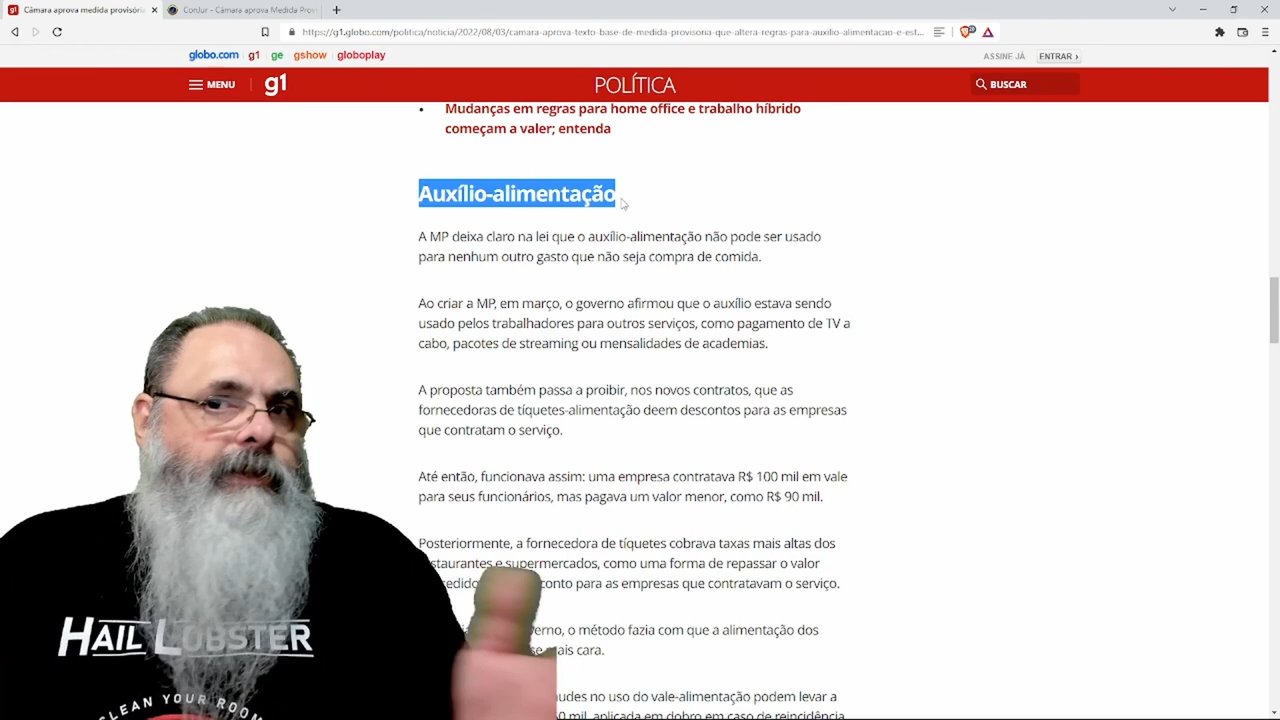 Câmara aprova medida provisóri
ConJur - Câmara aprova Medida Prov
https://g1.globo.com/politica/noticia/2022/08/03/camara-aprova-texto-base-de-medida-provisoria-que-altera-regras-para-auxilio-alimentacao-e-est...
globo.com g1 ge gshow globoplay
ASSINE JÁ ENTRAR ›
MENU g1 POLÍTICA BUSCAR
• Mudanças em regras para home office e trabalho híbrido
começam a valer; entenda
Auxílio-alimentação
A MP deixa claro na lei que o auxílio-alimentação não pode ser usado
para nenhum outro gasto que não seja compra de comida.
Ao criar a MP, em março, o governo afirmou que o auxílio estava sendo
usado pelos trabalhadores para outros serviços, como pagamento de TV a
cabo, pacotes de streaming ou mensalidades de academias.
A proposta também passa a proibir, nos novos contratos, que as
fornecedoras de tíquetes-alimentação deem descontos para as empresas
que contratam o serviço.
Até então, funcionava assim: uma empresa contratava R$ 100 mil em vale
para seus funcionários, mas pagava um valor menor, como R$ 90 mil.
Posteriormente, a fornecedora de tíquetes cobrava taxas mais altas dos
staurantes e supermercados, como uma forma de repassar o valor
conto para as empresas que contratavam o serviço.
o método fazia com que a alimentação dos
se mais cara.
no uso do vale-alimentação podem levar a
mil, aplicada em dobro em caso de reincidência
HAIL LOBSTER
CLEAN YOUR ROOM